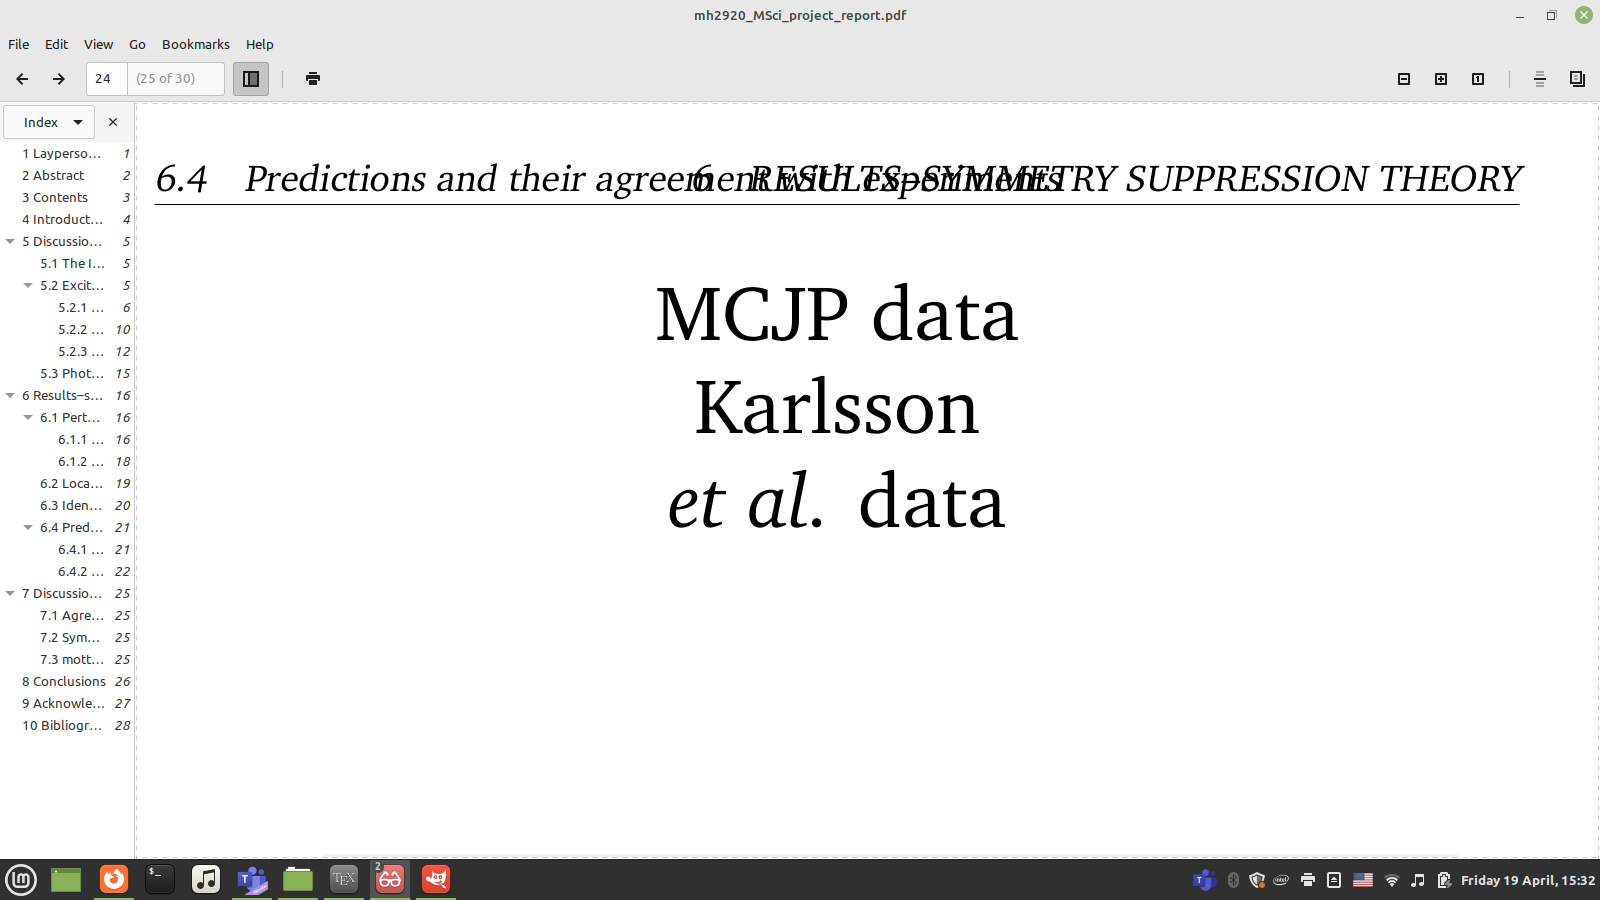 mh2920_MSci_project_report.pdf
File Edit View Go Bookmarks Help
24 (25 of 30)
Index
1 Layperso... 1
2 Abstract 2
3 Contents 3
4 Introduct... 4
5 Discussio... 5
5.1 The I... 5
5.2 Excit... 5
5.2.1 ... 6
5.2.2 ... 10
5.2.3 ... 12
5.3 Phot... 15
6 Results–s... 16
6.1 Pert... 16
6.1.1 ... 16
6.1.2 ... 18
6.2 Loca... 19
6.3 Iden... 20
6.4 Pred... 21
6.4.1 ... 21
6.4.2 ... 22
7 Discussio... 25
7.1 Agre... 25
7.2 Sym... 25
7.3 mott... 25
8 Conclusions 26
9 Acknowle... 27
10 Bibliogr... 28
6.4 Predictions and their agreement with experiments
6 RESULTS–SYMMETRY SUPPRESSION THEORY
MCJP data
Karlsson
et al. data
2
Friday 19 April, 15:32